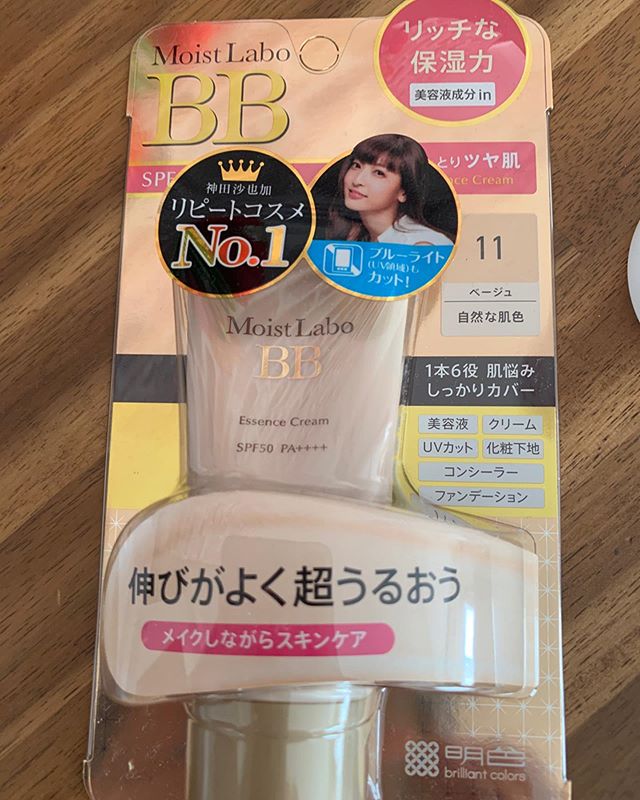 Moist Labo
BB
リッチな
保湿力
美容液成分in
SPF
とりツヤ肌
nce Cream
神田沙也加
リピートコスメ
No.1
ブルーライト
(UV領域)も
カット!
11
ベージュ
自然な肌色
Moist Labo
BB
Essence Cream
SPF50 PA++++
1本6役 肌悩み
しっかりカバー
美容液 クリーム
UVカット 化粧下地
コンシーラー
ファンデーション
伸びがよく超うるおう
メイクしながらスキンケア
明色
brilliant colors